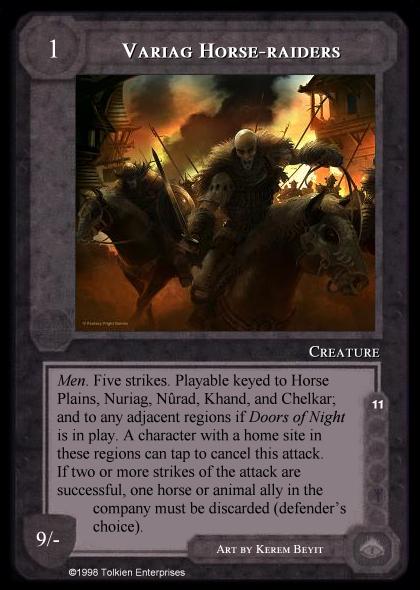 1
VARIAG HORSE-RAIDERS
© Fantasy Flight Games
CREATURE
Men. Five strikes. Playable keyed to Horse
Plains, Nuriag, Nûrad, Khand, and Chelkar;
and to any adjacent regions if Doors of Night
is in play. A character with a home site in
these regions can tap to cancel this attack.
If two or more strikes of the attack are
successful, one horse or animal ally in the
company must be discarded (defender's
choice).
11
9/-
ART BY KEREM BEYIT
©1998 Tolkien Enterprises